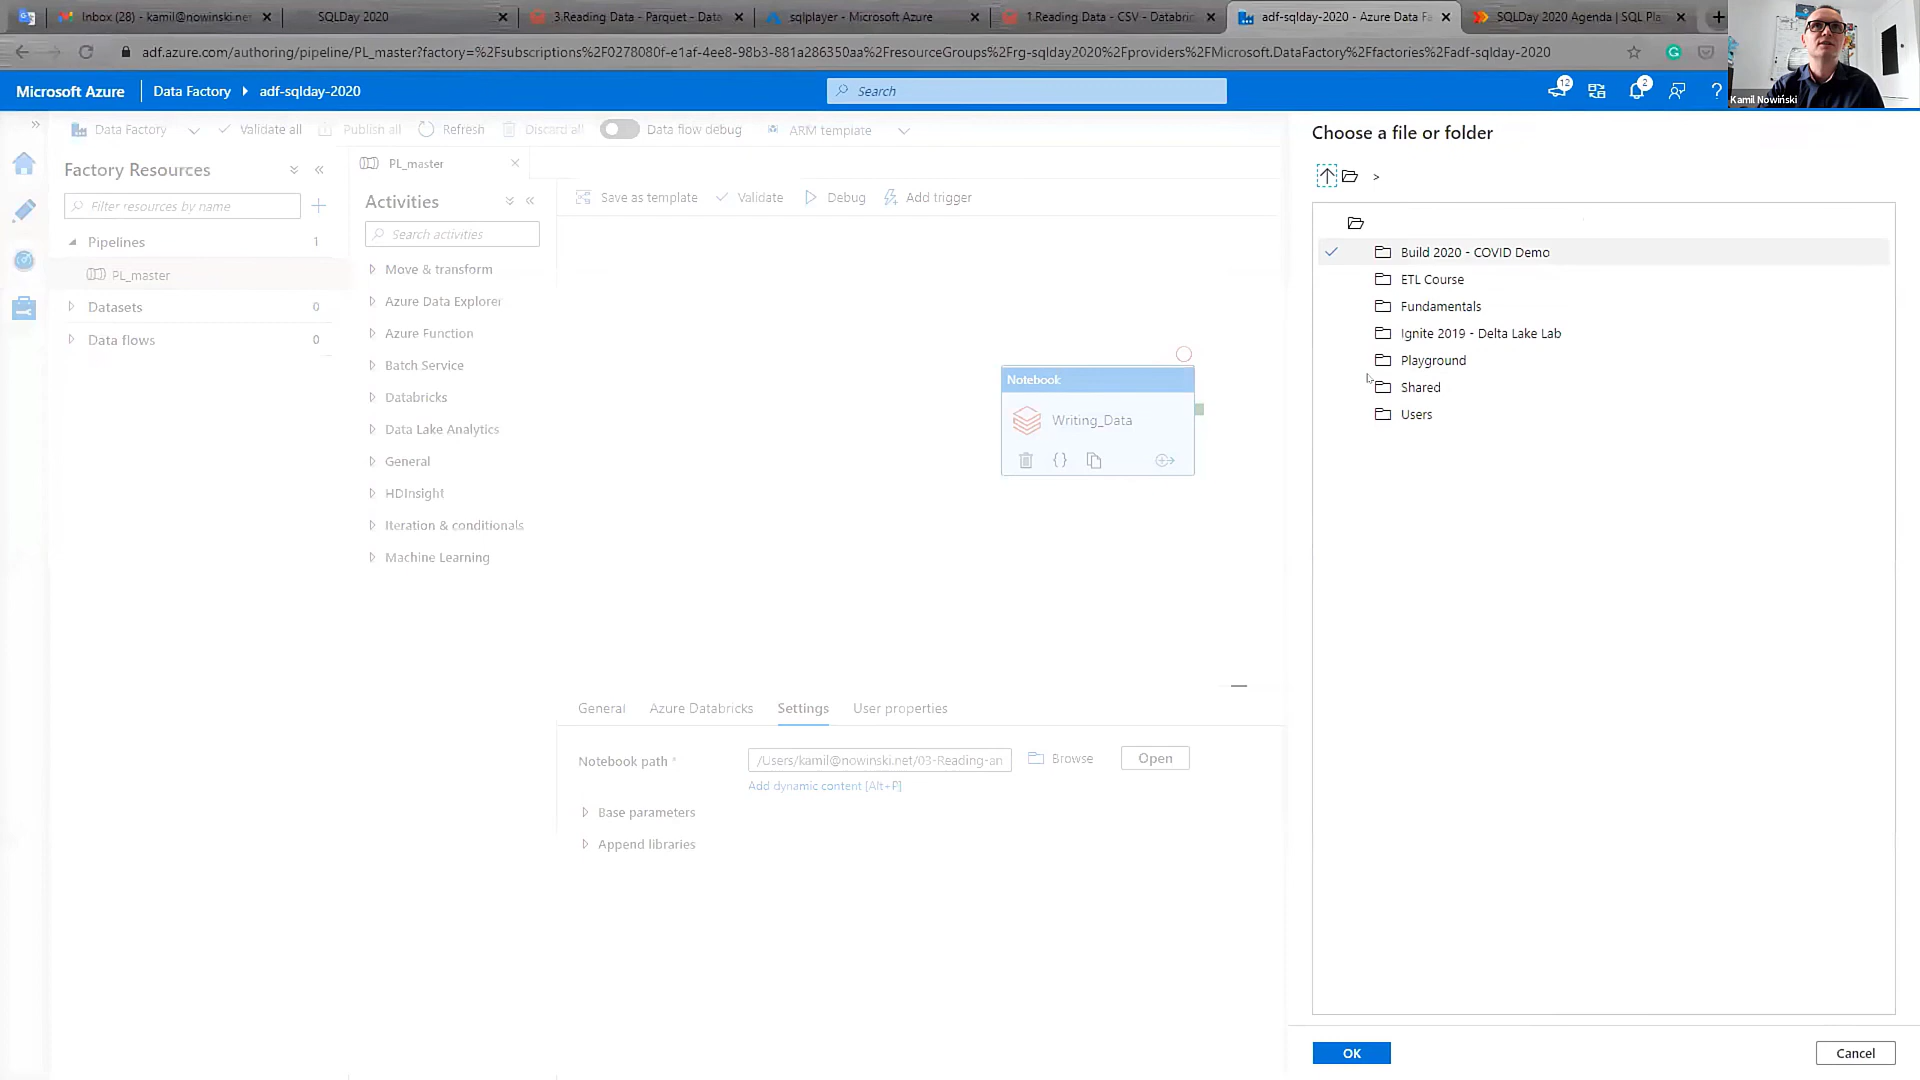 Inbox (28) - kamil@nowinski.net
SQLDay 2020
3.Reading Data - Parquet - Data
sqlplayer - Microsoft Azure
1.Reading Data - CSV - Databric
adf-sqlday-2020 - Azure Data Fa
SQLDay 2020 Agenda | SQL Pla
adf.azure.com/authoring/pipeline/PL_master?factory=%2Fsubscriptions%2F0278080f-e1af-4ee8-98b3-881a286350aa%2FresourceGroups%2Frg-sqlday2020%2Fproviders%2FMicrosoft.DataFactory%2Ffactories%2Fadf-sqlday-2020
Kamil Nowiński
Microsoft Azure
Data Factory
adf-sqlday-2020
Search
12
2
?
Data Factory
Validate all
Publish all
Refresh
Discard all
Data flow debug
ARM template
Factory Resources
Filter resources by name
Pipelines 1
PL_master
Datasets 0
Data flows 0
PL_master
Activities
Search activities
Move & transform
Azure Data Explorer
Azure Function
Batch Service
Databricks
Data Lake Analytics
General
HDInsight
Iteration & conditionals
Machine Learning
Save as template
Validate
Debug
Add trigger
Notebook
Writing_Data
{}
General
Azure Databricks
Settings
User properties
Notebook path *
/Users/kamil@nowinski.net/03-Reading-an
Browse
Open
Add dynamic content [Alt+P]
Base parameters
Append libraries
Choose a file or folder
>
Build 2020 - COVID Demo
ETL Course
Fundamentals
Ignite 2019 - Delta Lake Lab
Playground
Shared
Users
OK
Cancel